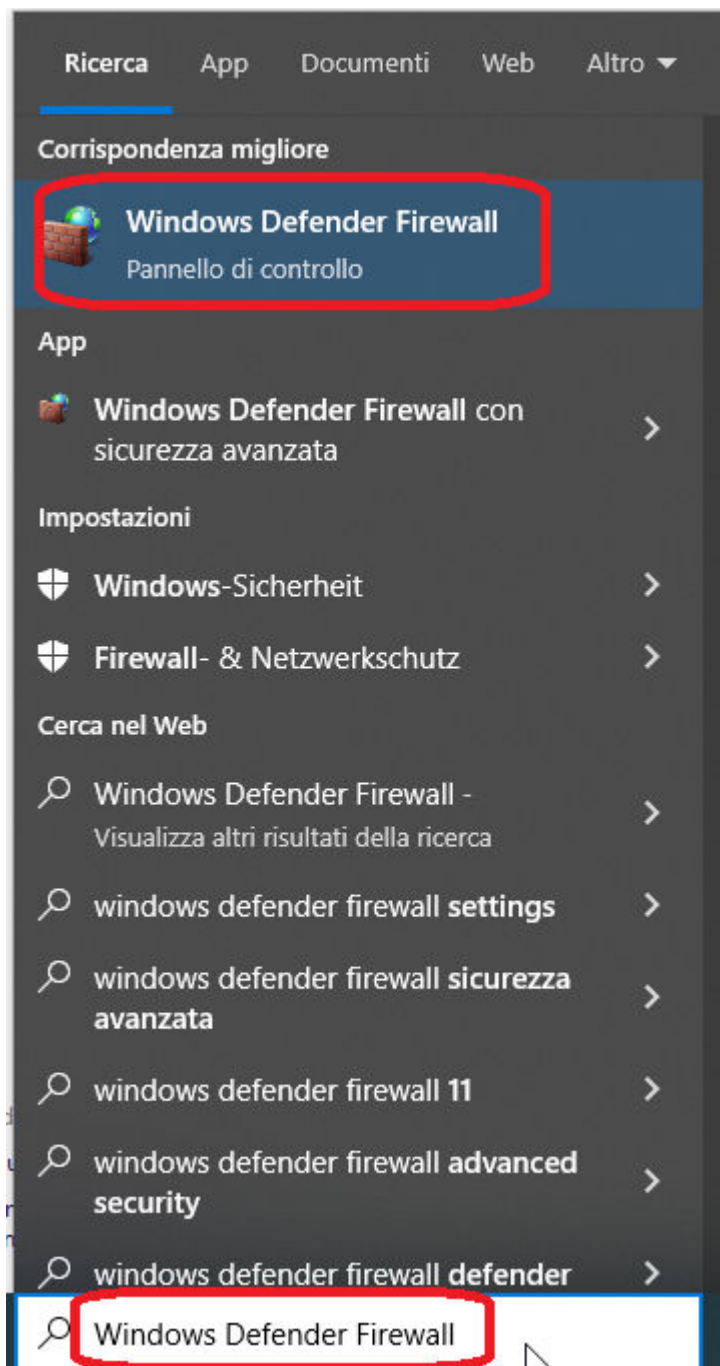 Ricerca App Documenti Web Altro
Corrispondenza migliore
Windows Defender Firewall
Pannello di controllo
App
Windows Defender Firewall con
sicurezza avanzata
Impostazioni
Windows-Sicherheit
Firewall- & Netzwerkschutz
Cerca nel Web
Windows Defender Firewall -
Visualizza altri risultati della ricerca
windows defender firewall settings
windows defender firewall sicurezza
avanzata
windows defender firewall 11
windows defender firewall advanced
security
windows defender firewall defender
Windows Defender Firewall